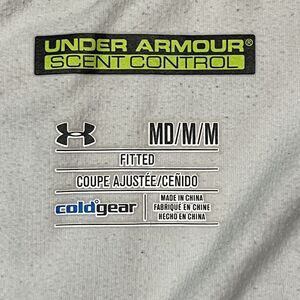 UNDER ARMOUR®
SCENT CONTROL
MD/M/M
FITTED
COUPE AJUSTÉE/CEÑIDO
coldgear
MADE IN CHINA
FABRIQUÉ EN CHINE
HECHO EN CHINA